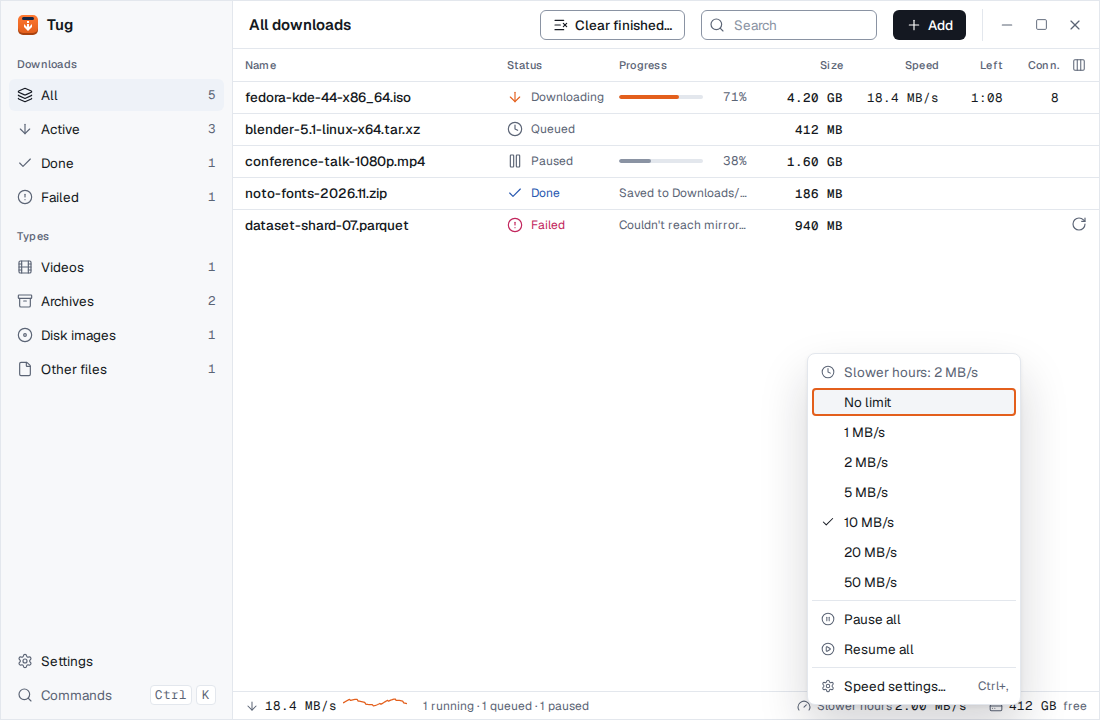 Tug
Downloads
All 5
Active 3
Done 1
Failed 1
Types
Videos 1
Archives 2
Disk images 1
Other files 1
Settings
Commands Ctrl K
All downloads
Clear finished…
Search
Add
Name Status Progress Size Speed Left Conn.
fedora-kde-44-x86_64.iso Downloading 71% 4.20 GB 18.4 MB/s 1:08 8
blender-5.1-linux-x64.tar.xz Queued 412 MB
conference-talk-1080p.mp4 Paused 38% 1.60 GB
noto-fonts-2026.11.zip Done Saved to Downloads/… 186 MB
dataset-shard-07.parquet Failed Couldn't reach mirror… 940 MB
Slower hours: 2 MB/s
No limit
1 MB/s
2 MB/s
5 MB/s
10 MB/s
20 MB/s
50 MB/s
Pause all
Resume all
Speed settings… Ctrl+,
18.4 MB/s 1 running · 1 queued · 1 paused Slower hours 2.00 MB/s 412 GB free